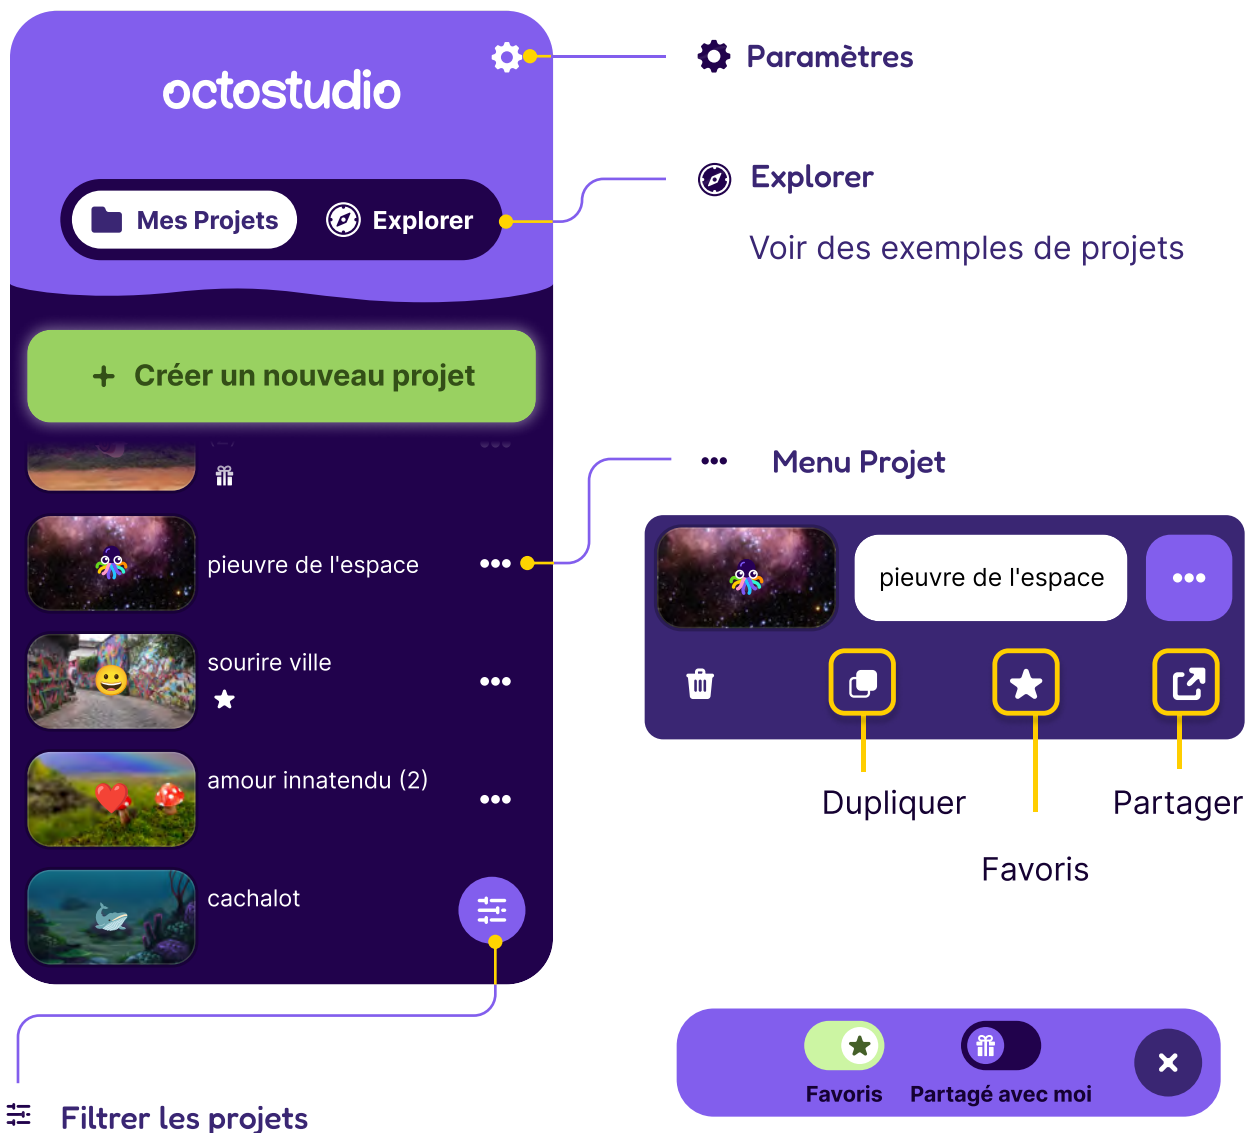 octostudio
Mes Projets
Explorer
+ Créer un nouveau projet
pieuvre de l'espace
sourire ville
amour innatendu (2)
cachalot
Filtrer les projets
Paramètres
Explorer
Voir des exemples de projets
Menu Projet
pieuvre de l'espace
Dupliquer
Favoris
Partager
Favoris
Partagé avec moi